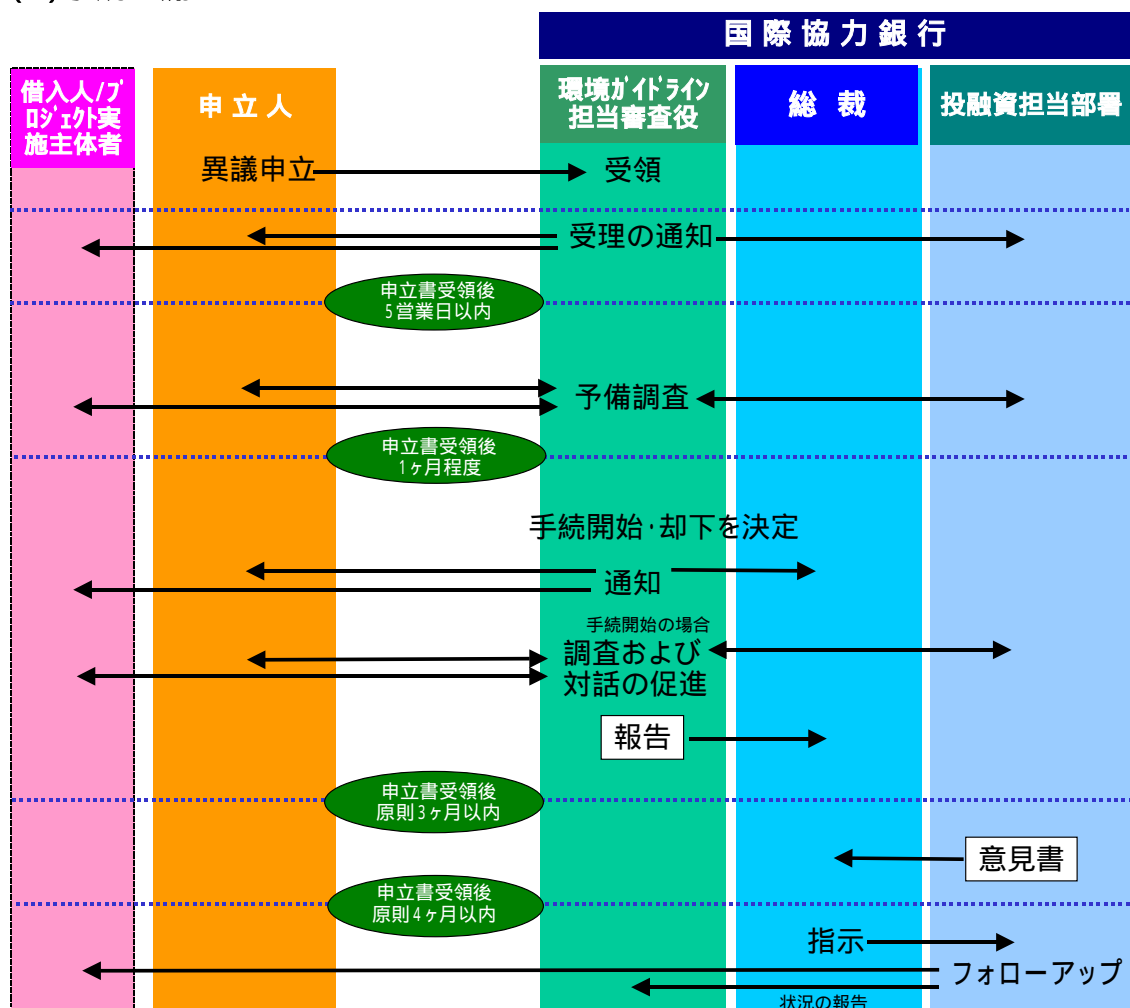 国際協力銀行
借入人/プ
ロジェクト実
施主体者
申立人
環境ガイドライン
担当審査役
総裁
投融資担当部署
異議申立
受領
受理の通知
申立書受領後
5営業日以内
予備調査
申立書受領後
1ヶ月程度
手続開始・却下を決定
通知
手続開始の場合
調査および
対話の促進
報告
申立書受領後
原則3ヶ月以内
意見書
申立書受領後
原則4ヶ月以内
指示
フォローアップ
状況の報告